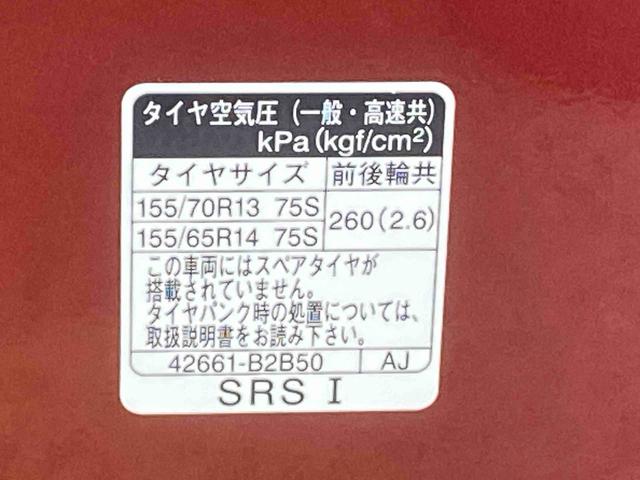 タイヤ空気圧（一般・高速共）
kPa(kgf/cm²)
タイヤサイズ 前後輪共
155/70R13 75S 260(2.6)
155/65R14 75S
この車両にはスペアタイヤが
搭載されていません。
タイヤパンク時の処置については、
取扱説明書をお読み下さい。
42661-B2B50 AJ
SRS I